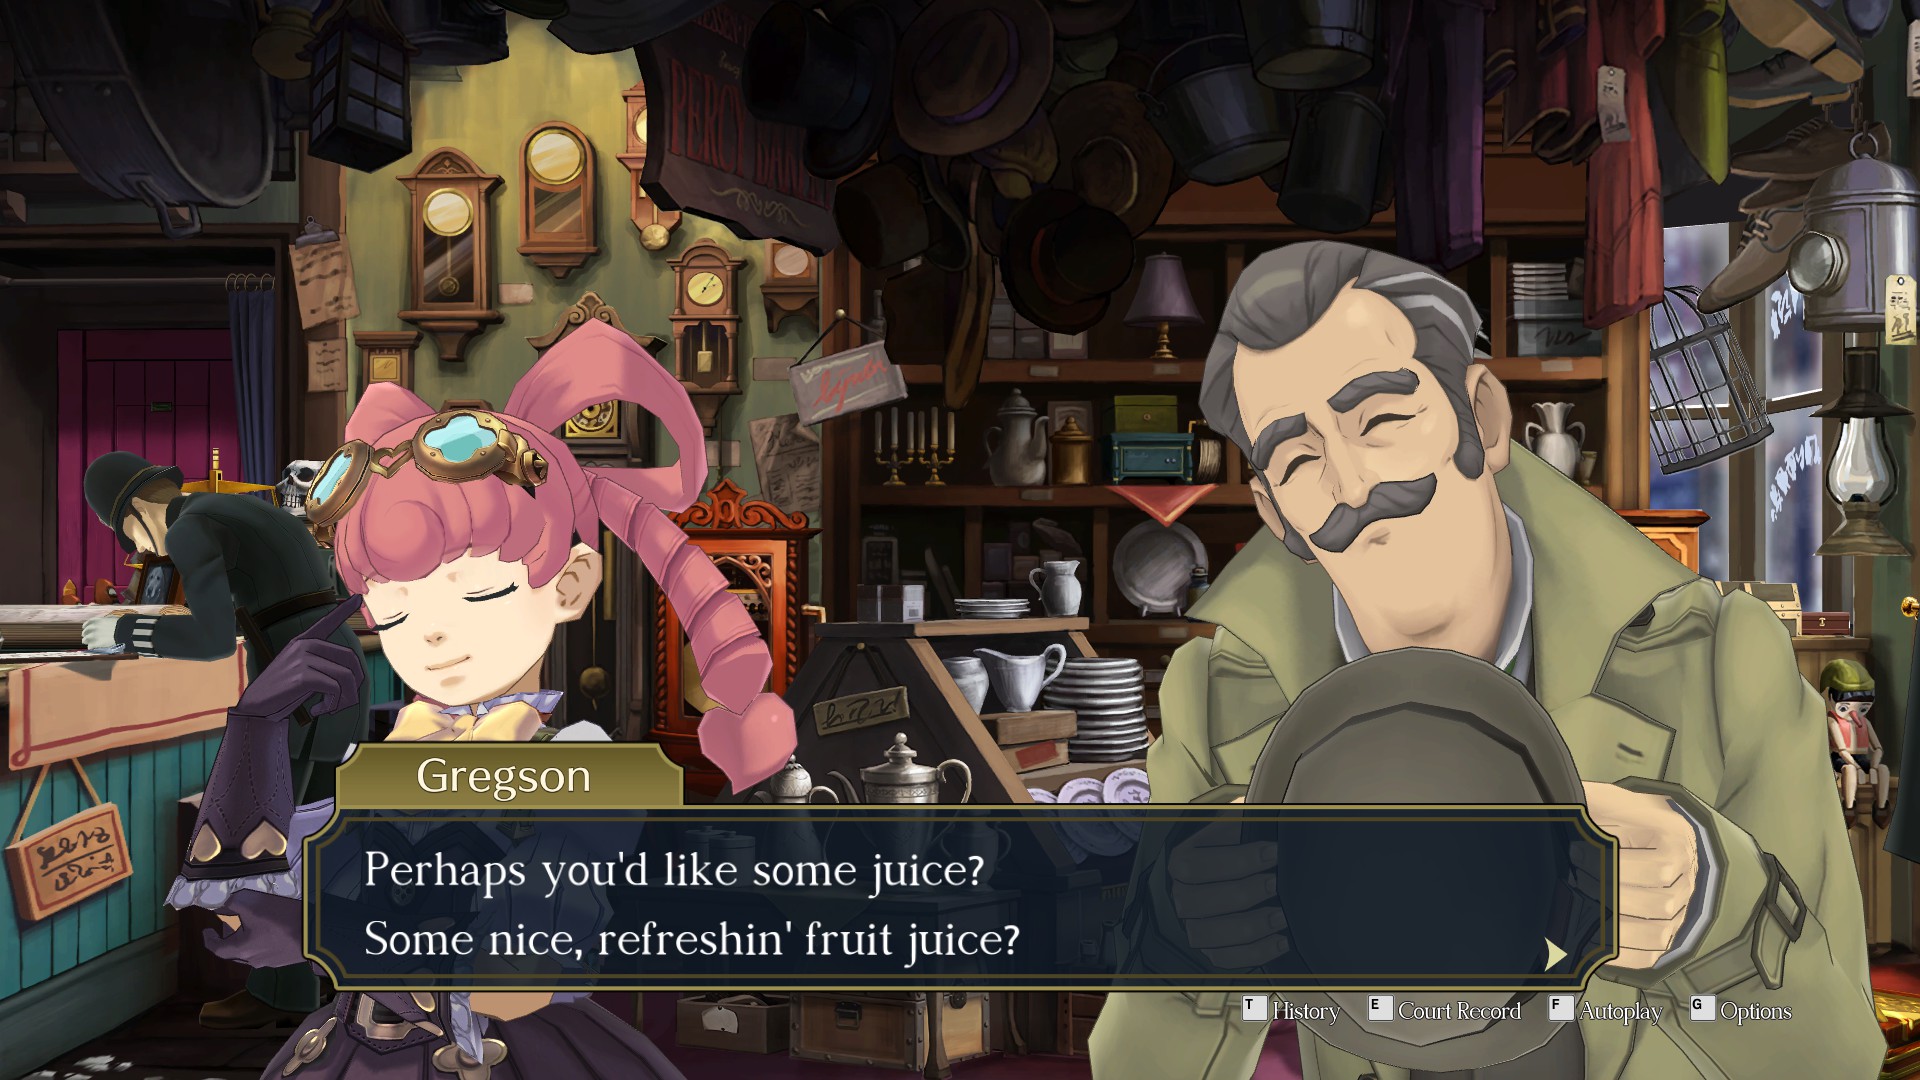 Gregson
Perhaps you'd like some juice?
Some nice, refreshin' fruit juice?
T History E Court Record F Autoplay G Options